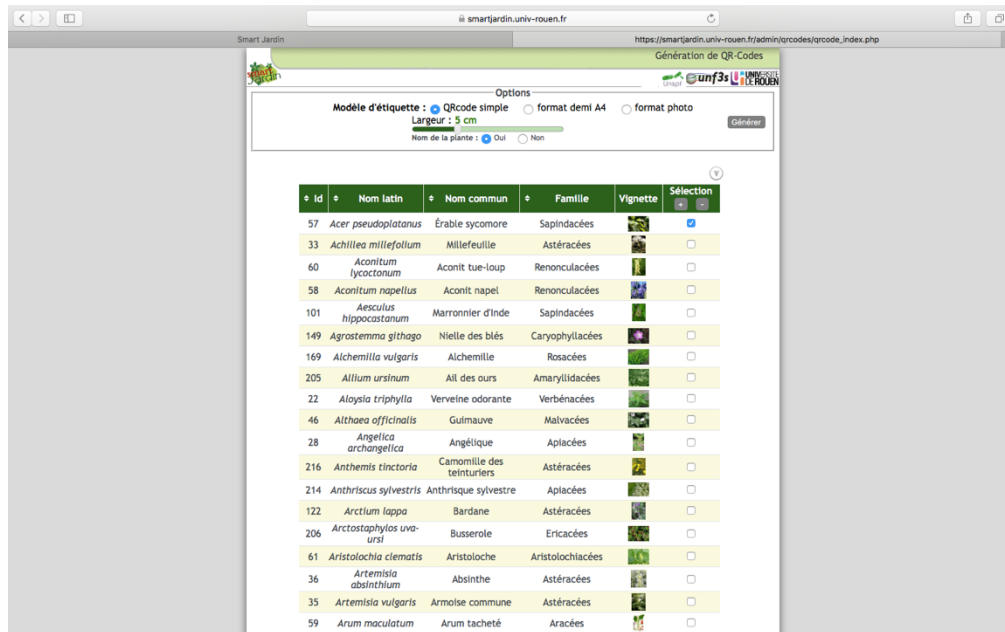 smartjardin.univ-rouen.fr
Smart Jardin
https://smartjardin.univ-rouen.fr/admin/qrcodes/qrcode_index.php
Génération de QR-Codes
smart Jardin
unf3s
UNIVERSITÉ DE ROUEN
Options
Modèle d'étiquette : QRcode simple format demi A4 format photo
Largeur : 5 cm
Générer
Nom de la plante : Oui Non
Id Nom latin Nom commun Famille Vignette Sélection
+ -
57 Acer pseudoplatanus Érable sycomore Sapindacées
33 Achillea millefolium Millefeuille Astéracées
60 Aconitum lycoctonum Aconit tue-loup Renonculacées
58 Aconitum napellus Aconit napel Renonculacées
101 Aesculus hippocastanum Marronnier d'Inde Sapindacées
149 Agrostemma githago Nielle des blés Caryophyllacées
169 Alchemilla vulgaris Alchemille Rosacées
205 Allium ursinum Ail des ours Amaryllidacées
22 Aloysia triphylla Verveine odorante Verbénacées
46 Althaea officinalis Guimauve Malvacées
28 Angelica archangelica Angélique Apiacées
216 Anthemis tinctoria Camomille des teinturiers Astéracées
214 Anthriscus sylvestris Anthrisque sylvestre Apiacées
122 Arctium lappa Bardane Astéracées
206 Arctostaphylos uva-ursi Busserole Ericacées
61 Aristolochia clematis Aristoloche Aristolochiacées
36 Artemisia absinthium Absinthe Astéracées
35 Artemisia vulgaris Armoise commune Astéracées
59 Arum maculatum Arum tacheté Aracées